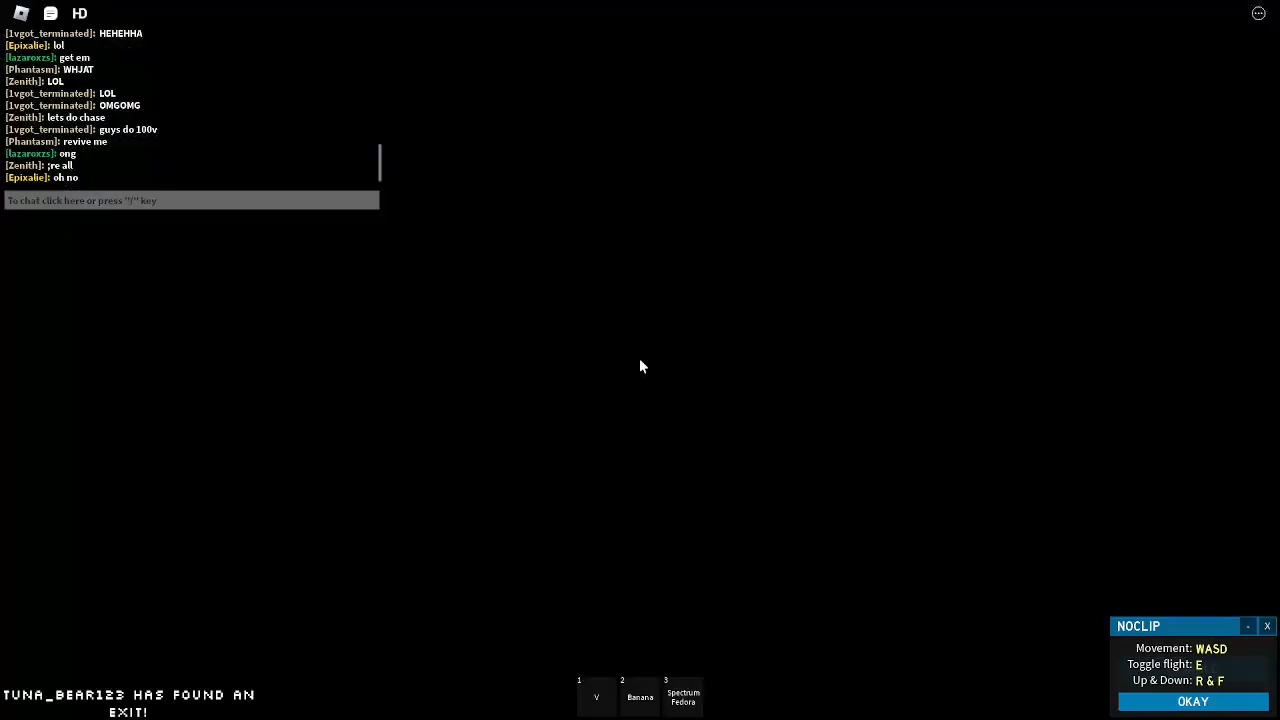 HD
[1vgot_terminated]: HEHEHHA
[Epixalie]: lol
[lazaroxzs]: get em
[Phantasm]: WHJAT
[Zenith]: LOL
[1vgot_terminated]: LOL
[1vgot_terminated]: OMGOMG
[Zenith]: lets do chase
[1vgot_terminated]: guys do 100v
[Phantasm]: revive me
[lazaroxzs]: ong
[Zenith]: ;re all
[Epixalie]: oh no
To chat click here or press "/" key
NOCLIP - X
Movement: WASD
Toggle flight: E
Up & Down: R & F
OKAY
1 2 3
V Banana Spectrum
Fedora
TUNA_BEAR123 HAS FOUND AN
EXIT!